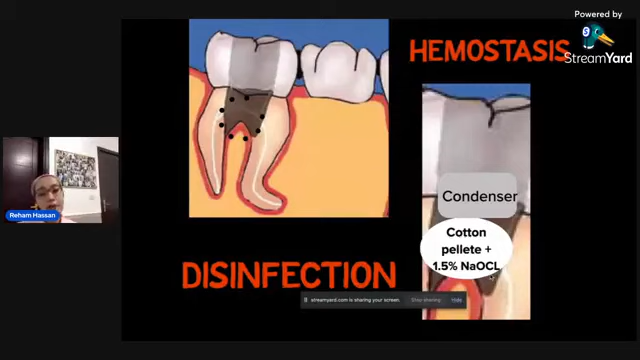 Powered by
StreamYard
HEMOSTASIS
Condenser
Cotton
pellete +
1.5% NaOCL
Reham Hassan
DISINFECTION
streamyard.com is sharing your screen.
Stop sharing
Hide